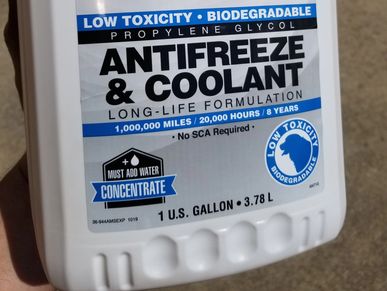 LOW TOXICITY • BIODEGRADABLE
PROPYLENE GLYCOL
ANTIFREEZE
& COOLANT
LONG-LIFE FORMULATION
1,000,000 MILES / 20,000 HOURS / 8 YEARS
• No SCA Required •
LOW TOXICITY
BIODEGRADABLE
MUST ADD WATER
CONCENTRATE
1 U.S. GALLON • 3.78 L